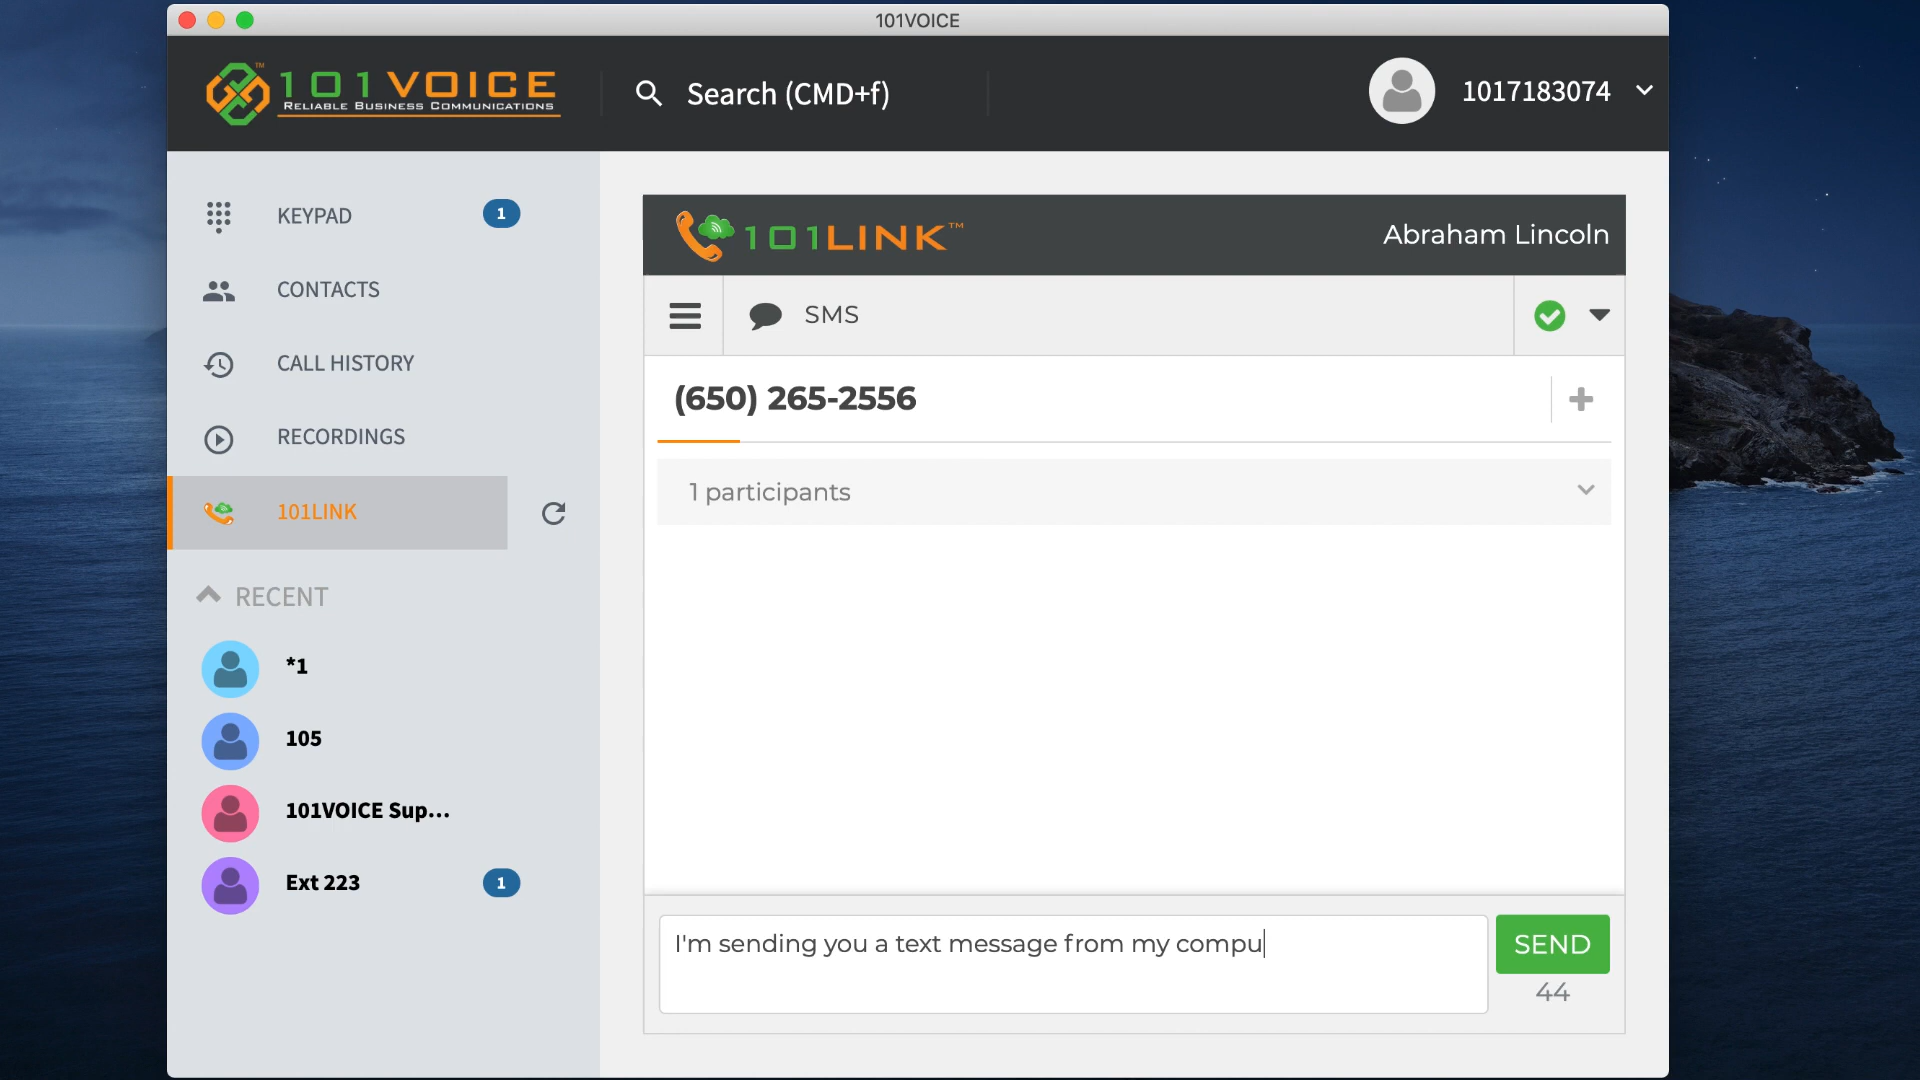 101VOICE
101VOICE™
RELIABLE BUSINESS COMMUNICATIONS
Search (CMD+f)
1017183074
KEYPAD
1
CONTACTS
CALL HISTORY
RECORDINGS
101LINK
RECENT
*1
105
101VOICE Sup...
Ext 223
1
101LINK™
Abraham Lincoln
SMS
(650) 265-2556
1 participants
I'm sending you a text message from my compu
SEND
44